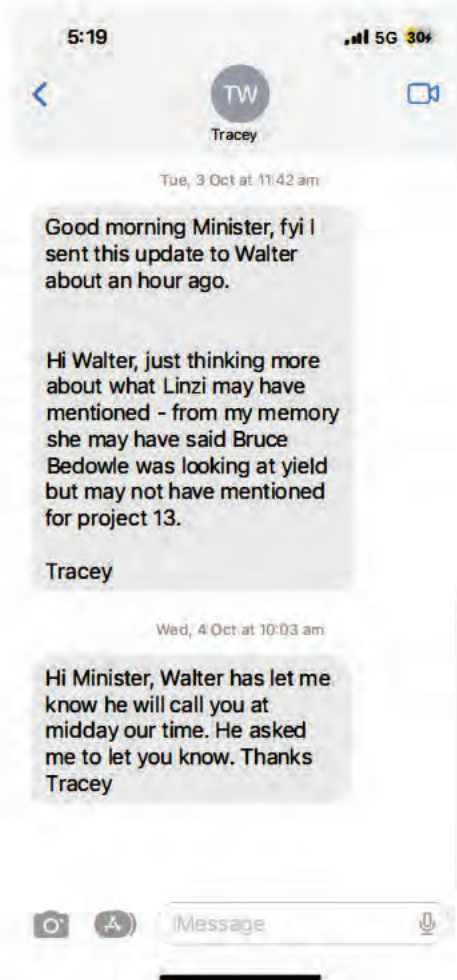 5:19
5G 30
TW
Tracey
Tue, 3 Oct at 11:42 am
Good morning Minister, fyi I
sent this update to Walter
about an hour ago.
Hi Walter, just thinking more
about what Linzi may have
mentioned - from my memory
she may have said Bruce
Bedowle was looking at yield
but may not have mentioned
for project 13.
Tracey
Wed, 4 Oct at 10:03 am
Hi Minister, Walter has let me
know he will call you at
midday our time. He asked
me to let you know. Thanks
Tracey
iMessage